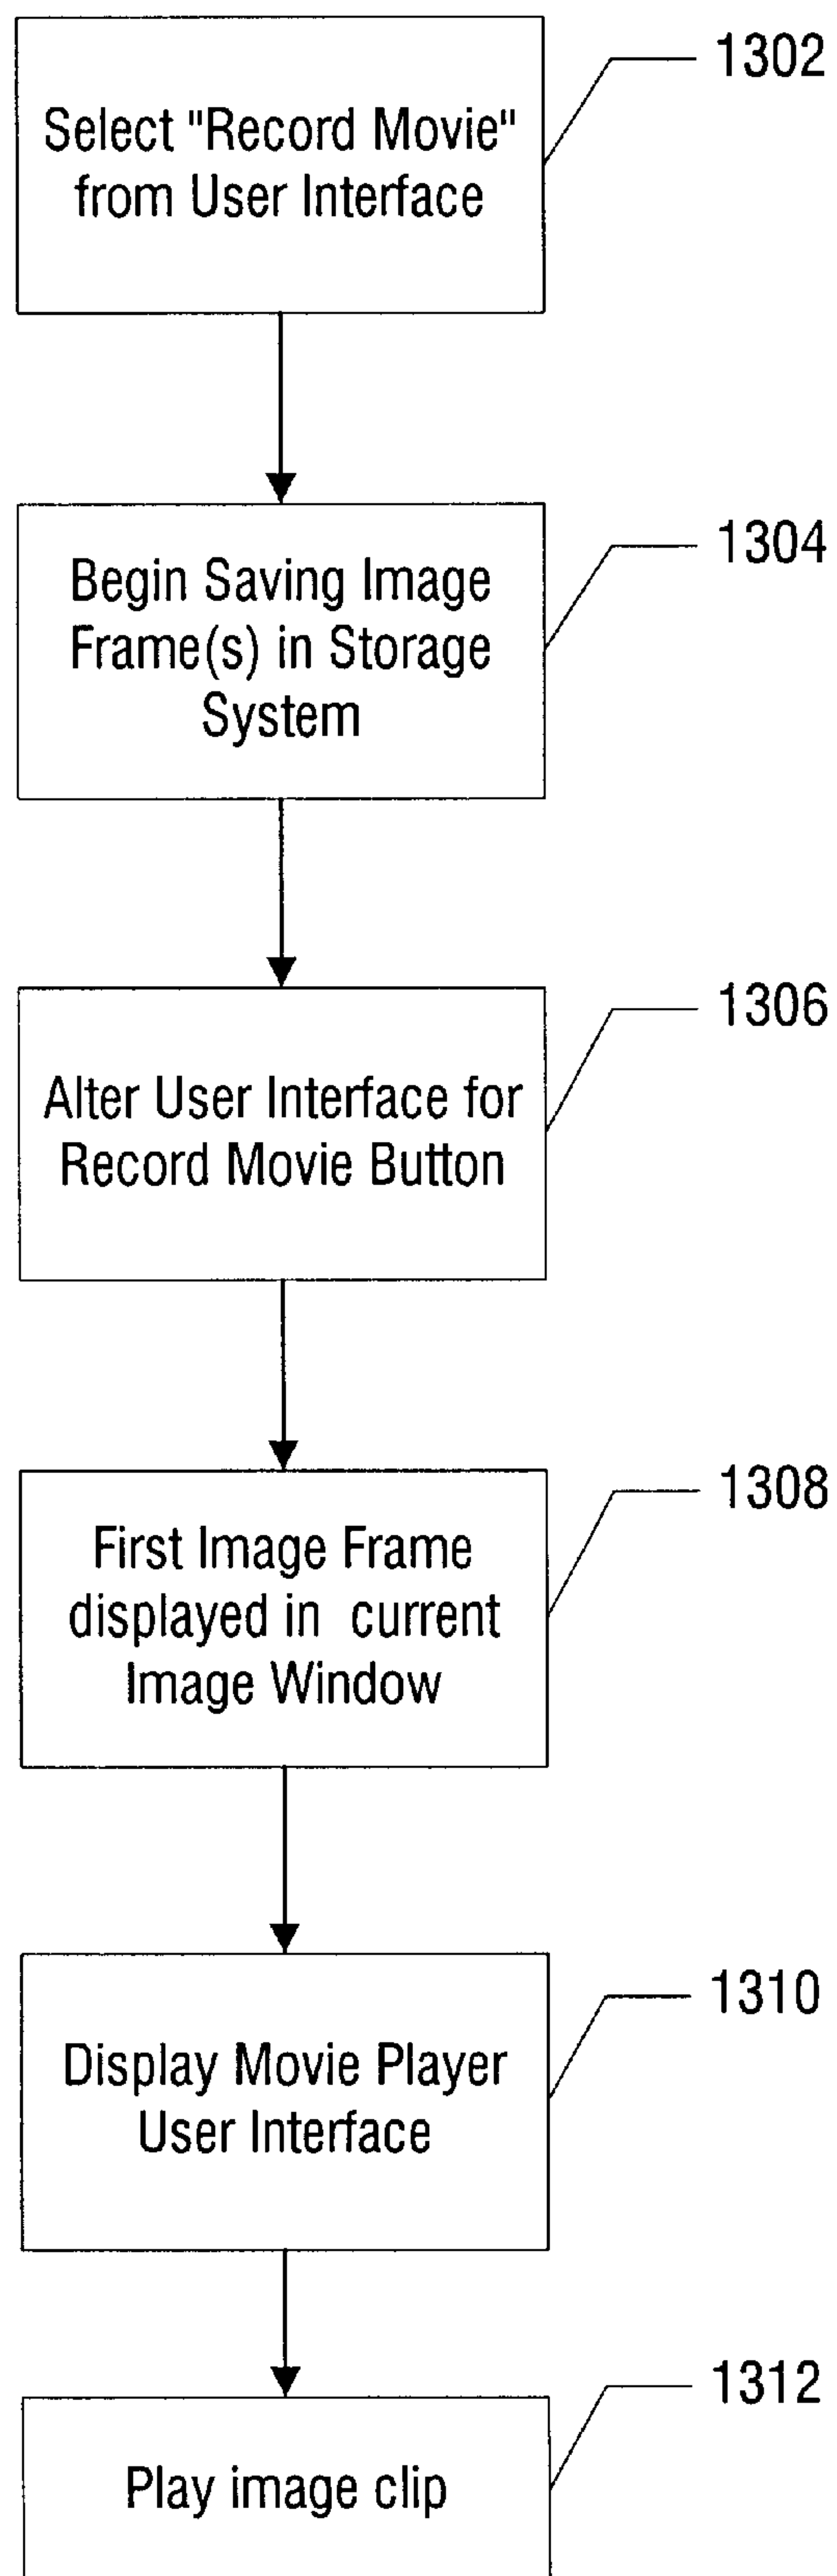 1302
Select "Record Movie"
from User Interface
1304
Begin Saving Image
Frame(s) in Storage
System
1306
Alter User Interface for
Record Movie Button
1308
First Image Frame
displayed in current
Image Window
1310
Display Movie Player
User Interface
1312
Play image clip